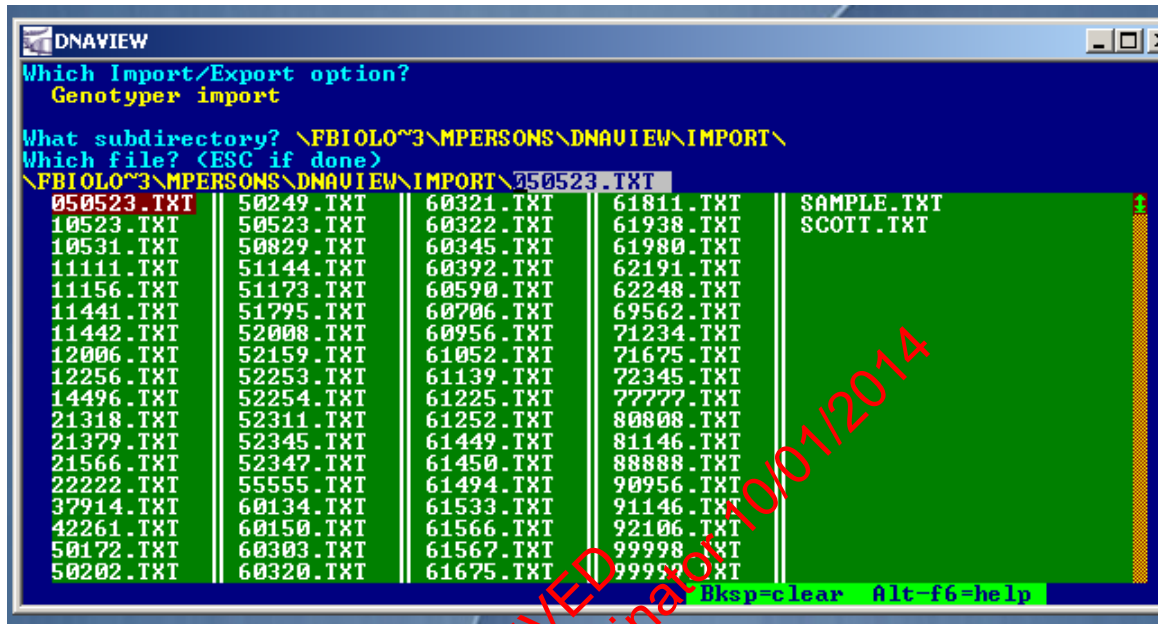 DNAVIEW
Which Import/Export option?
Genotyper import
What subdirectory? \FBIOLO~3\MPERSONS\DNAVIEW\IMPORT\
Which file? (ESC if done)
\FBIOLO~3\MPERSONS\DNAVIEW\IMPORT\050523.TXT
050523.TXT 50249.TXT 60321.TXT 61811.TXT SAMPLE.TXT
10523.TXT 50523.TXT 60322.TXT 61938.TXT SCOTT.TXT
10531.TXT 50829.TXT 60345.TXT 61980.TXT
11111.TXT 51144.TXT 60392.TXT 62191.TXT
11156.TXT 51173.TXT 60590.TXT 62248.TXT
11441.TXT 51795.TXT 60706.TXT 69562.TXT
11442.TXT 52008.TXT 60956.TXT 71234.TXT
12006.TXT 52159.TXT 61052.TXT 71675.TXT
12256.TXT 52253.TXT 61139.TXT 72345.TXT
14496.TXT 52254.TXT 61225.TXT 77777.TXT
21318.TXT 52311.TXT 61252.TXT 80808.TXT
21379.TXT 52345.TXT 61449.TXT 81146.TXT
21566.TXT 52347.TXT 61450.TXT 88888.TXT
22222.TXT 55555.TXT 61494.TXT 90956.TXT
37914.TXT 60134.TXT 61533.TXT 91146.TXT
42261.TXT 60150.TXT 61566.TXT 92106.TXT
50172.TXT 60303.TXT 61567.TXT 99998.TXT
50202.TXT 60320.TXT 61675.TXT
Bksp=clear Alt-f6=help
10/01/2014